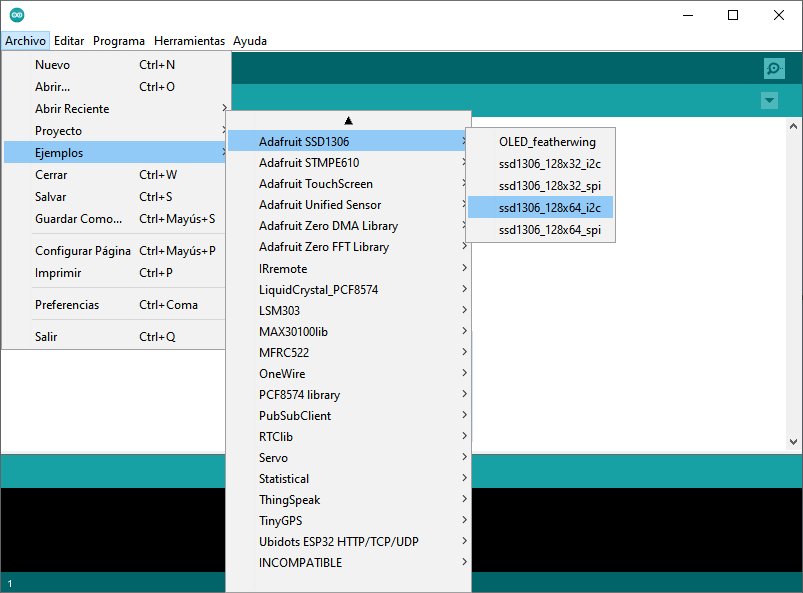 Archivo Editar Programa Herramientas Ayuda
Nuevo Ctrl+N
Abrir... Ctrl+O
Abrir Reciente
Proyecto
Ejemplos
Cerrar Ctrl+W
Salvar Ctrl+S
Guardar Como... Ctrl+Mayús+S
Configurar Página Ctrl+Mayús+P
Imprimir Ctrl+P
Preferencias Ctrl+Coma
Salir Ctrl+Q
Adafruit SSD1306
Adafruit STMPE610
Adafruit TouchScreen
Adafruit Unified Sensor
Adafruit Zero DMA Library
Adafruit Zero FFT Library
IRremote
LiquidCrystal_PCF8574
LSM303
MAX30100lib
MFRC522
OneWire
PCF8574 library
PubSubClient
RTClib
Servo
Statistical
ThingSpeak
TinyGPS
Ubidots ESP32 HTTP/TCP/UDP
INCOMPATIBLE
OLED_featherwing
ssd1306_128x32_i2c
ssd1306_128x32_spi
ssd1306_128x64_i2c
ssd1306_128x64_spi
1